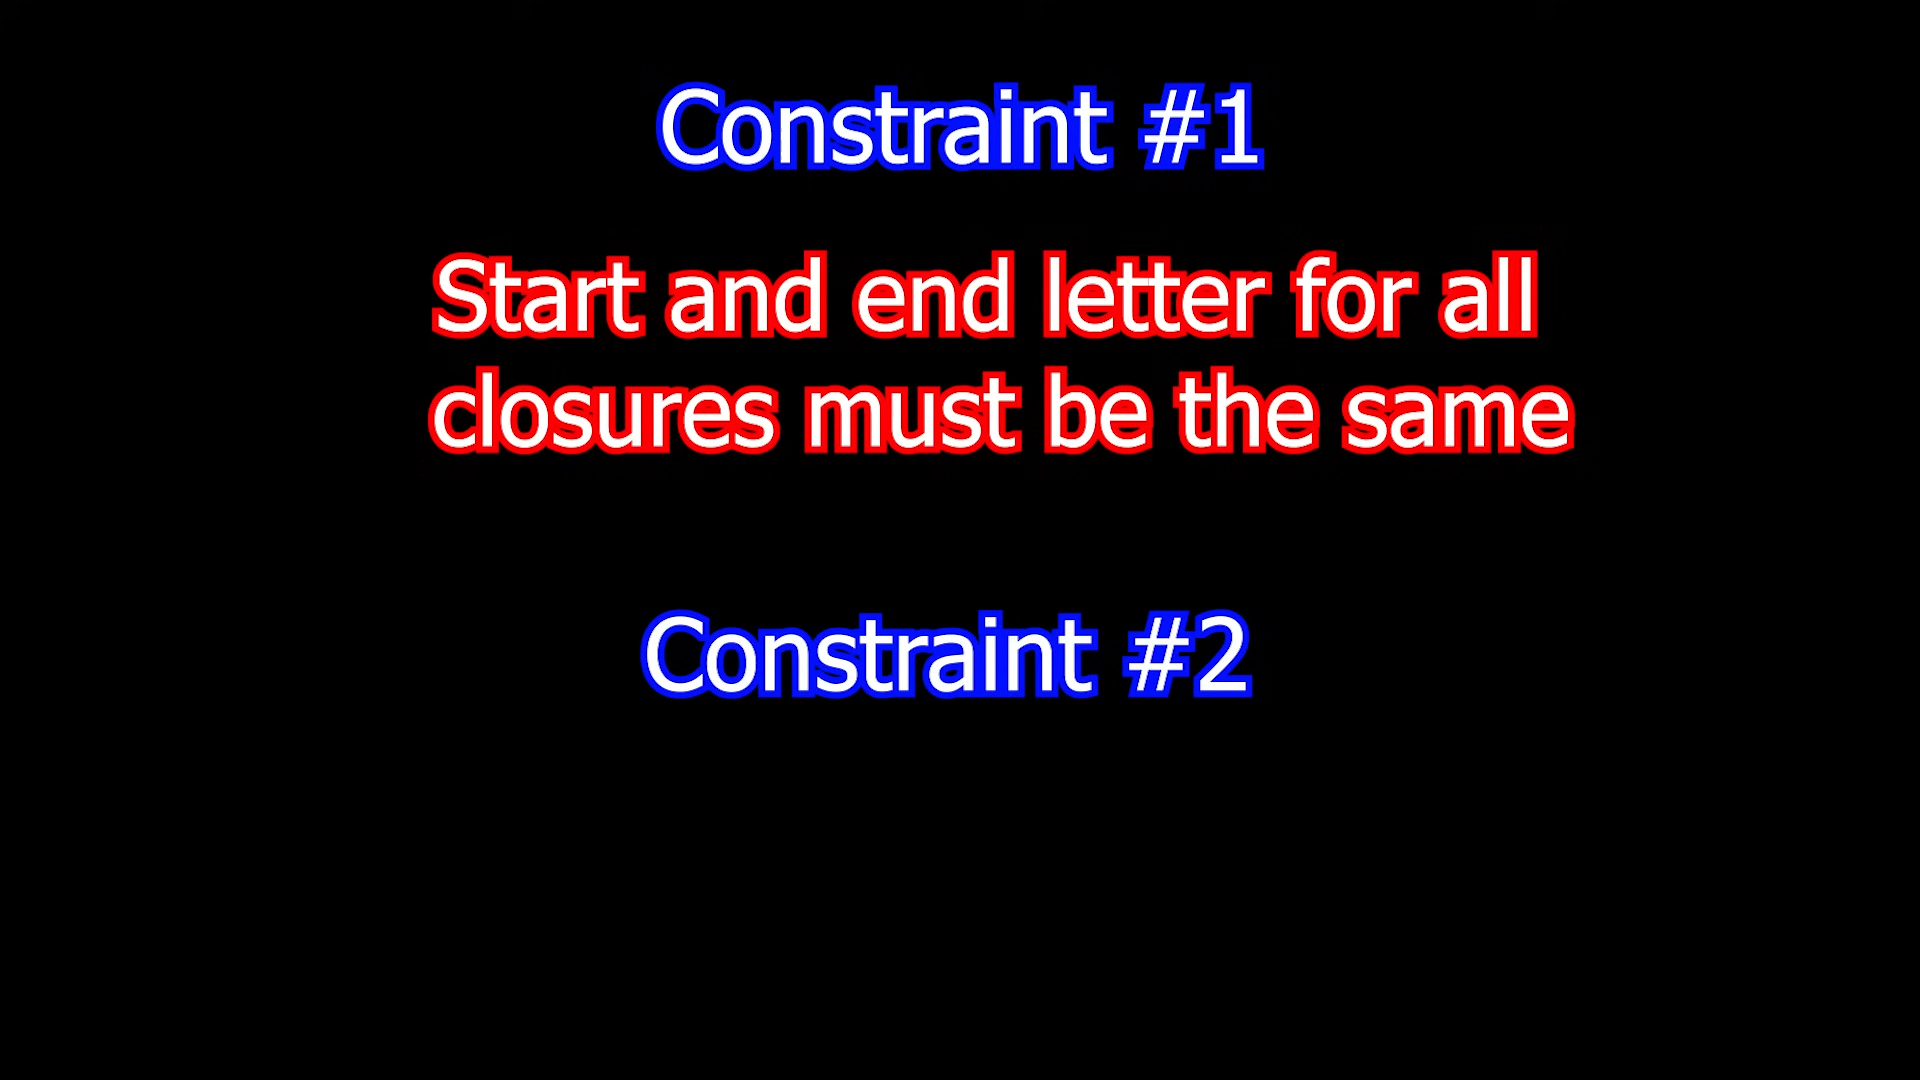 Constraint #1
Start and end letter for all
closures must be the same
Constraint #2